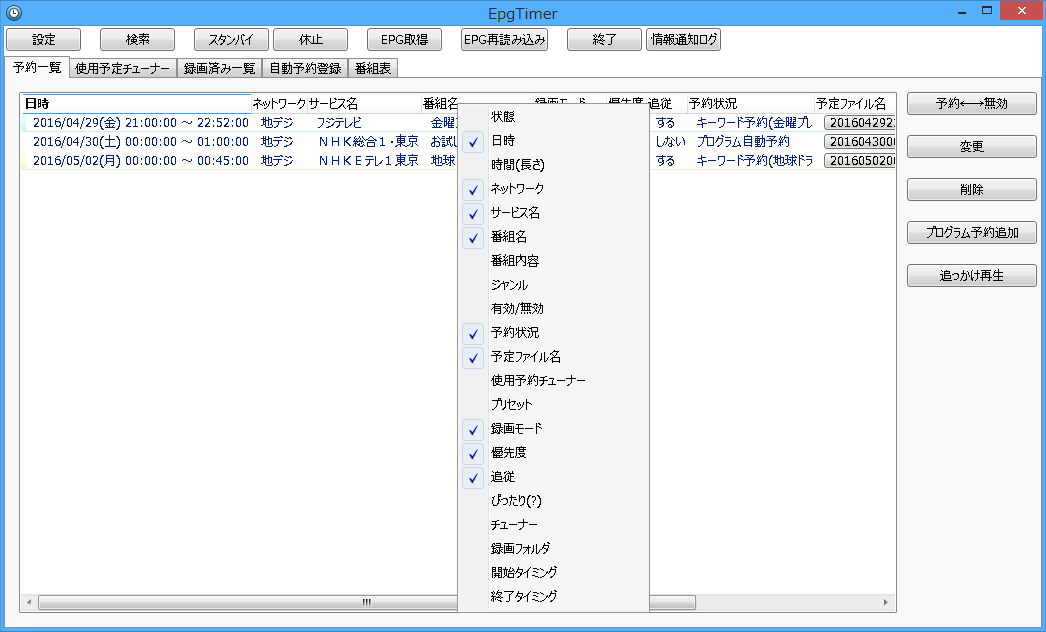 EpgTimer
設定 検索 スタンバイ 休止 EPG取得 EPG再読み込み 終了 情報通知ログ
予約一覧 使用予定チューナー 録画済み一覧 自動予約登録 番組表
日時 ネットワーク サービス名 番組名 録画モード 優先度 追従 予約状況 予定ファイル名
2016/04/29(金) 21:00:00 ～ 22:52:00 地デジ フジテレビ 金曜 する キーワード予約(金曜プレ 201604292
2016/04/30(土) 00:00:00 ～ 01:00:00 地デジ ＮＨＫ総合１・東京 お試し しない プログラム自動予約 201604300
2016/05/02(月) 00:00:00 ～ 00:45:00 地デジ ＮＨＫＥテレ１東京 地球 する キーワード予約(地球ドラ 201605020
状態
日時
時間(長さ)
ネットワーク
サービス名
番組名
番組内容
ジャンル
有効/無効
予約状況
予定ファイル名
使用予約チューナー
プリセット
録画モード
優先度
追従
ぴったり(?)
チューナー
録画フォルダ
開始タイミング
終了タイミング
予約←→無効
変更
削除
プログラム予約追加
追っかけ再生